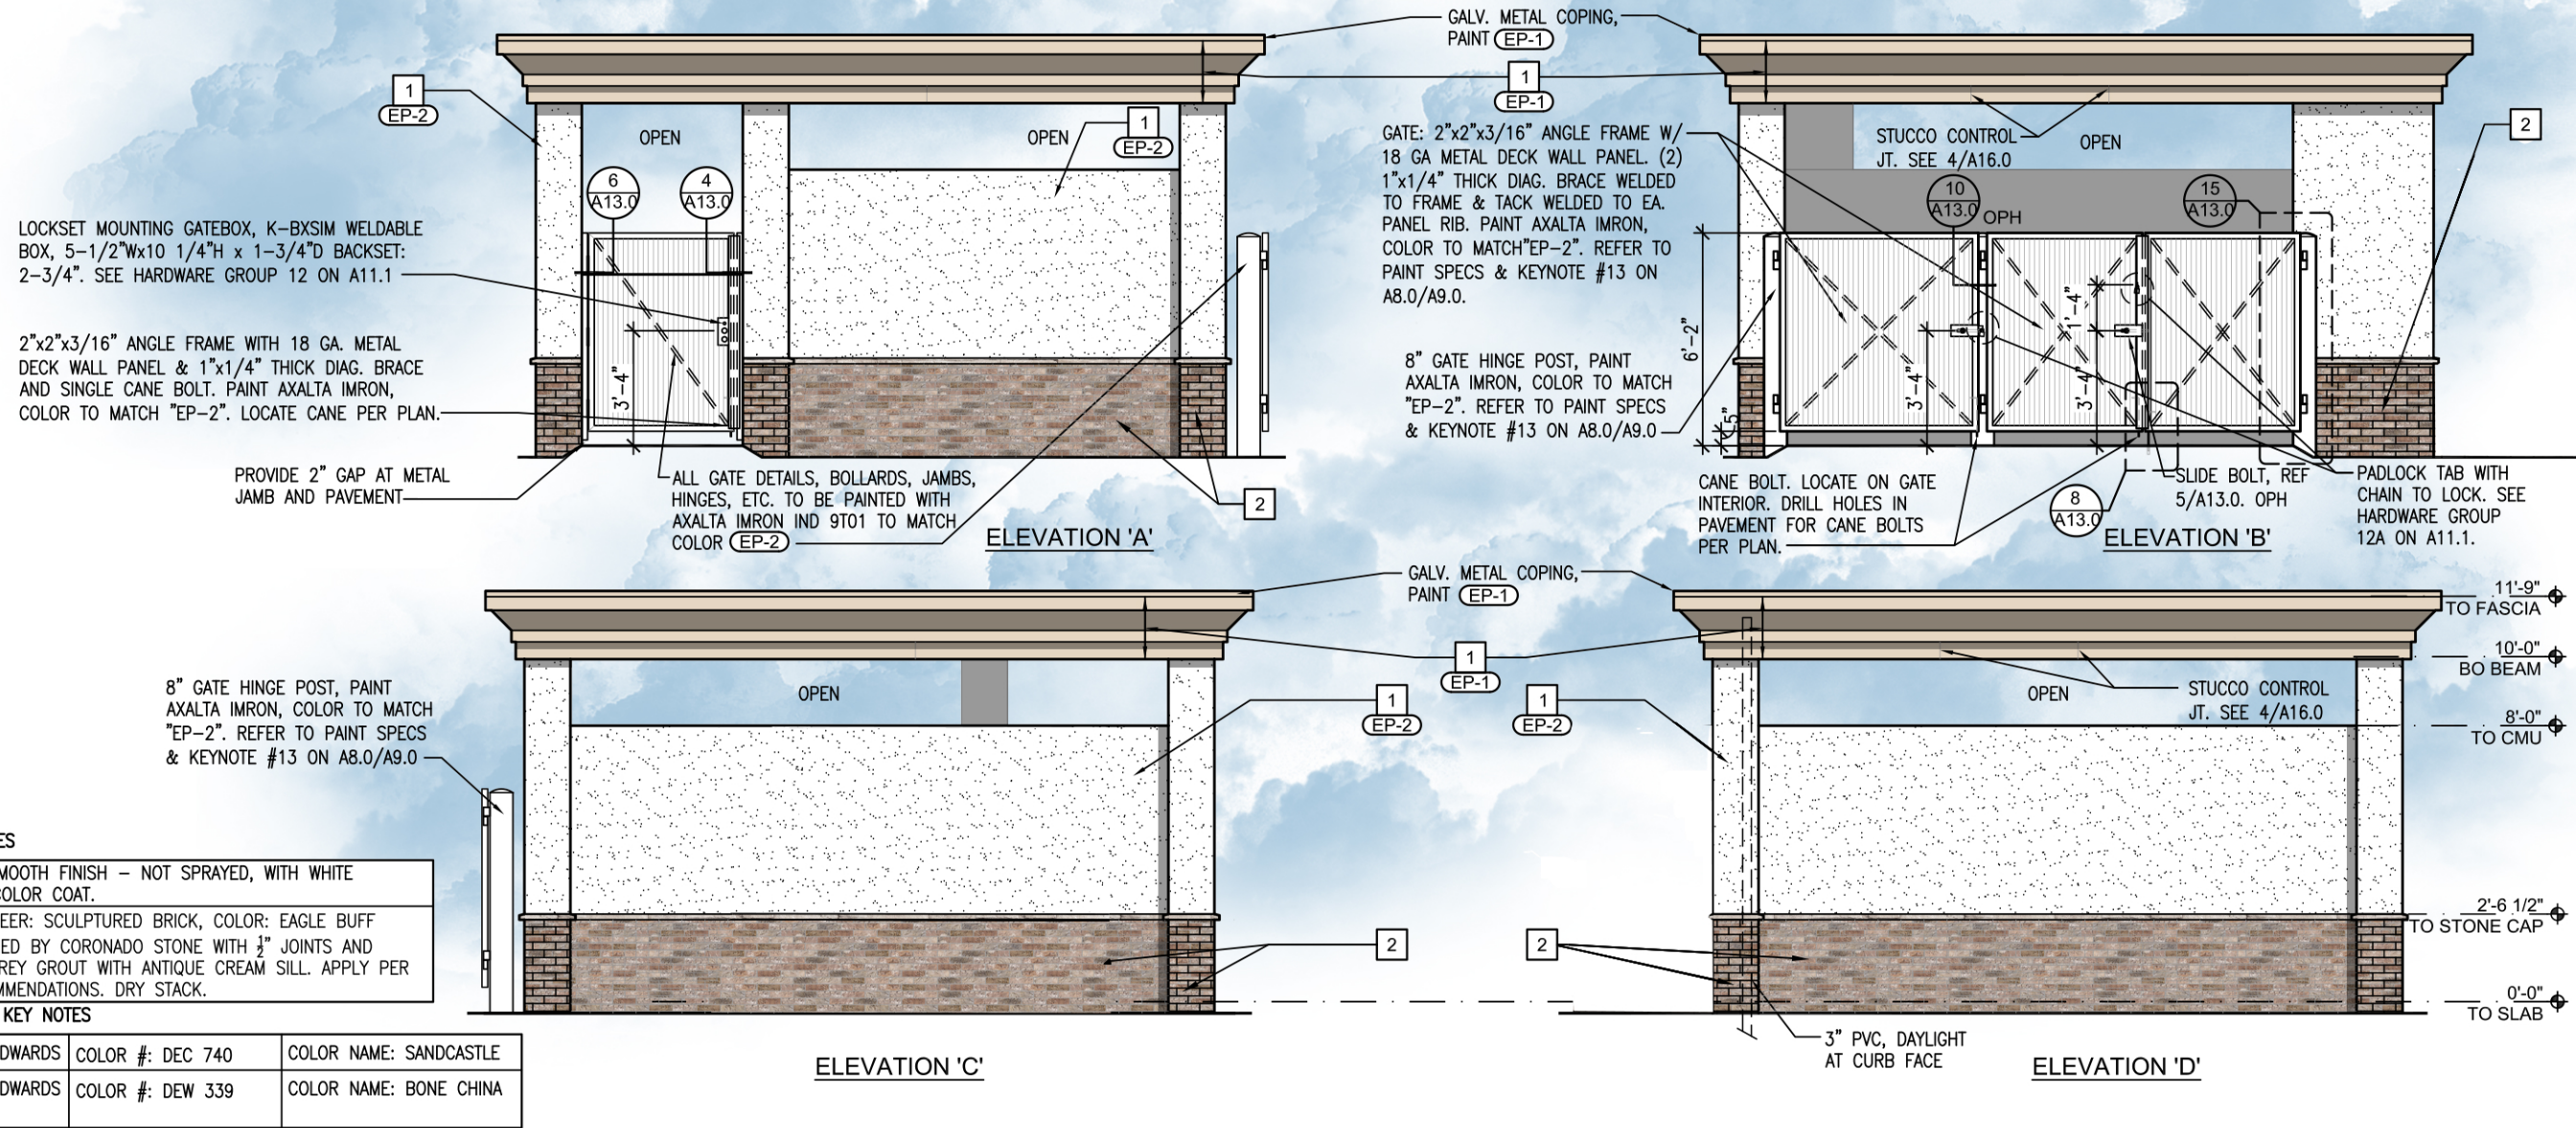 GALV. METAL COPING,
PAINT EP-1
1
EP-2
1
EP-1
OPEN
OPEN
1
EP-2
6
A13.0
4
A13.0
LOCKSET MOUNTING GATEBOX, K-BXSIM WELDABLE
BOX, 5-1/2"Wx10 1/4"H x 1-3/4"D BACKSET:
2-3/4". SEE HARDWARE GROUP 12 ON A11.1
2"x2"x3/16" ANGLE FRAME WITH 18 GA. METAL
DECK WALL PANEL & 1"x1/4" THICK DIAG. BRACE
AND SINGLE CANE BOLT. PAINT AXALTA IMRON,
COLOR TO MATCH "EP-2". LOCATE CANE PER PLAN.
3'-4"
PROVIDE 2" GAP AT METAL
JAMB AND PAVEMENT
ALL GATE DETAILS, BOLLARDS, JAMBS,
HINGES, ETC. TO BE PAINTED WITH
AXALTA IMRON IND 9T01 TO MATCH
COLOR EP-2
2
ELEVATION 'A'
GATE: 2"x2"x3/16" ANGLE FRAME W/
18 GA METAL DECK WALL PANEL. (2)
1"x1/4" THICK DIAG. BRACE WELDED
TO FRAME & TACK WELDED TO EA.
PANEL RIB. PAINT AXALTA IMRON,
COLOR TO MATCH"EP-2". REFER TO
PAINT SPECS & KEYNOTE #13 ON
A8.0/A9.0.
8" GATE HINGE POST, PAINT
AXALTA IMRON, COLOR TO MATCH
"EP-2". REFER TO PAINT SPECS
& KEYNOTE #13 ON A8.0/A9.0
STUCCO CONTROL
JT. SEE 4/A16.0
OPEN
2
10
A13.0
OPH
15
A13.0
6'-2"
5"
3'-4"
3'-4"
1'-4"
CANE BOLT. LOCATE ON GATE
INTERIOR. DRILL HOLES IN
PAVEMENT FOR CANE BOLTS
PER PLAN.
8
A13.0
SLIDE BOLT, REF
5/A13.0. OPH
PADLOCK TAB WITH
CHAIN TO LOCK. SEE
HARDWARE GROUP
12A ON A11.1.
ELEVATION 'B'
GALV. METAL COPING,
PAINT EP-1
1
EP-1
OPEN
1
EP-2
8" GATE HINGE POST, PAINT
AXALTA IMRON, COLOR TO MATCH
"EP-2". REFER TO PAINT SPECS
& KEYNOTE #13 ON A8.0/A9.0
2
ELEVATION 'C'
1
EP-2
OPEN
STUCCO CONTROL
JT. SEE 4/A16.0
2
3" PVC, DAYLIGHT
AT CURB FACE
ELEVATION 'D'
11'-9"
TO FASCIA
10'-0"
BO BEAM
8'-0"
TO CMU
2'-6 1/2"
TO STONE CAP
0'-0"
TO SLAB
ES
MOOTH FINISH – NOT SPRAYED, WITH WHITE
COLOR COAT.
EER: SCULPTURED BRICK, COLOR: EAGLE BUFF
ED BY CORONADO STONE WITH 1/2" JOINTS AND
REY GROUT WITH ANTIQUE CREAM SILL. APPLY PER
MMENDATIONS. DRY STACK.
KEY NOTES
DWARDS COLOR #: DEC 740 COLOR NAME: SANDCASTLE
DWARDS COLOR #: DEW 339 COLOR NAME: BONE CHINA